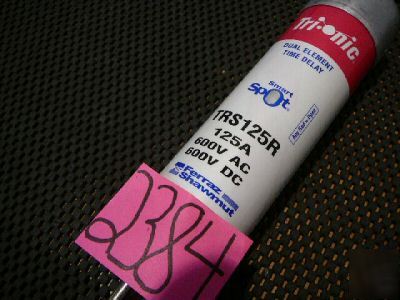 Tri-onic
DUAL ELEMENT
TIME DELAY
Smart
Spot
TRS125R
125A
600V AC
600V DC
Ferraz
Shawmut
2384